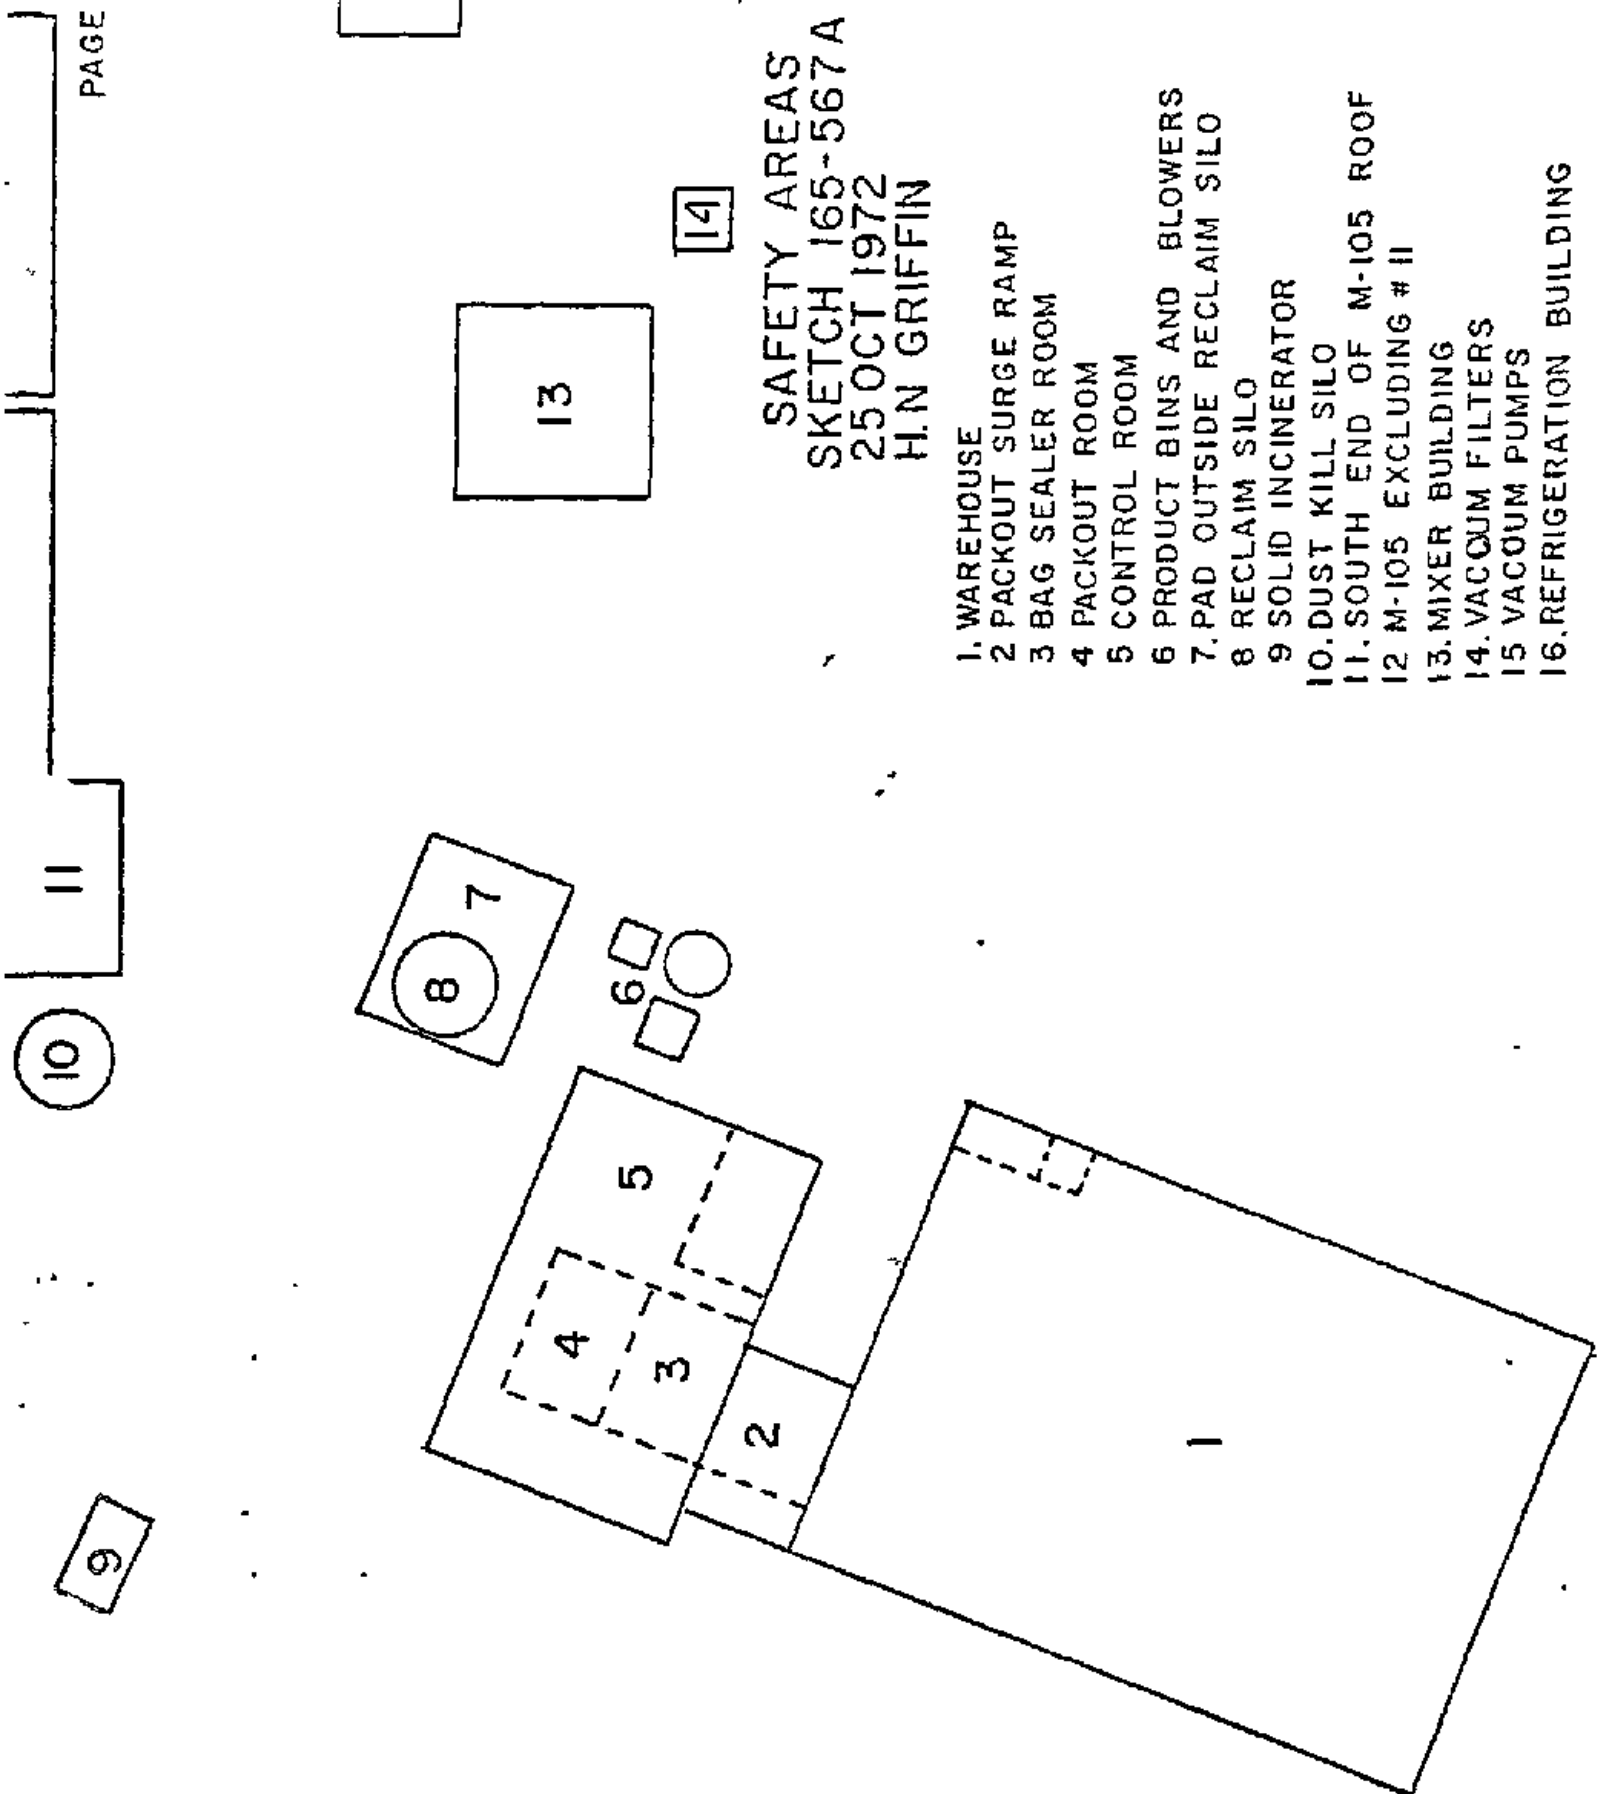 PAGE
11
10
9
8
7
6
5
4
3
2
1
13
14
SAFETY AREAS
SKETCH 165-567A
25 OCT 1972
H.N GRIFFIN
1. WAREHOUSE
2 PACKOUT SURGE RAMP
3 BAG SEALER ROOM
4 PACKOUT ROOM
5 CONTROL ROOM
6 PRODUCT BINS AND BLOWERS
7. PAD OUTSIDE RECLAIM SILO
8 RECLAIM SILO
9 SOLID INCINERATOR
10. DUST KILL SILO
11. SOUTH END OF M-105 ROOF
12 M-105 EXCLUDING #11
13. MIXER BUILDING
14. VACOUM FILTERS
15 VACOUM PUMPS
16. REFRIGERATION BUILDING